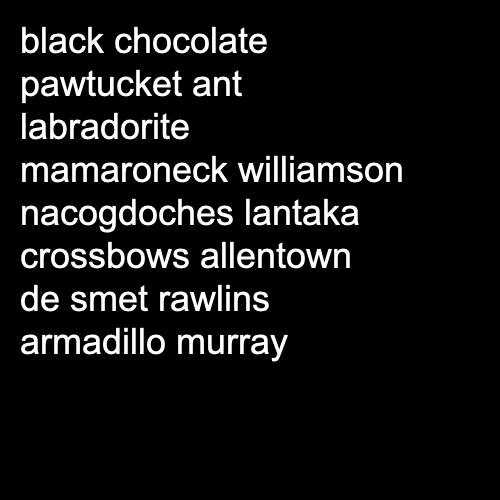 black chocolate
pawtucket ant
labradorite
mamaroneck williamson
nacogdoches lantaka
crossbows allentown
de smet rawlins
armadillo murray